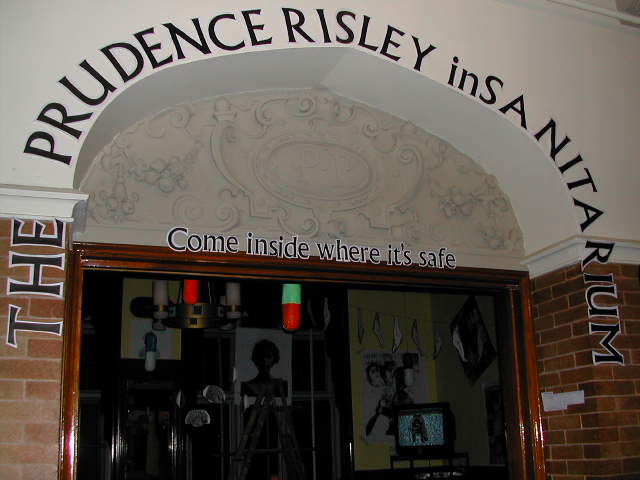 THE PRUDENCE RISLEY inSANITARIUM
Come inside where it's safe